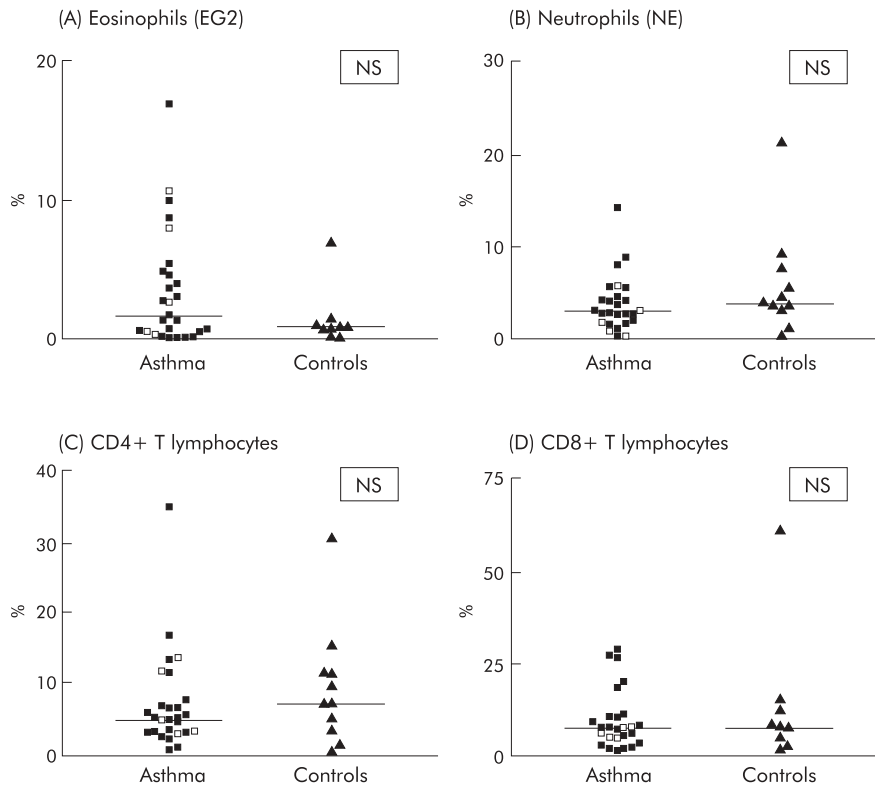 (A) Eosinophils (EG2)
NS
20
10
0
%
Asthma
Controls
(B) Neutrophils (NE)
NS
30
20
10
0
%
Asthma
Controls
(C) CD4+ T lymphocytes
NS
40
30
20
10
0
%
Asthma
Controls
(D) CD8+ T lymphocytes
NS
75
50
25
0
%
Asthma
Controls